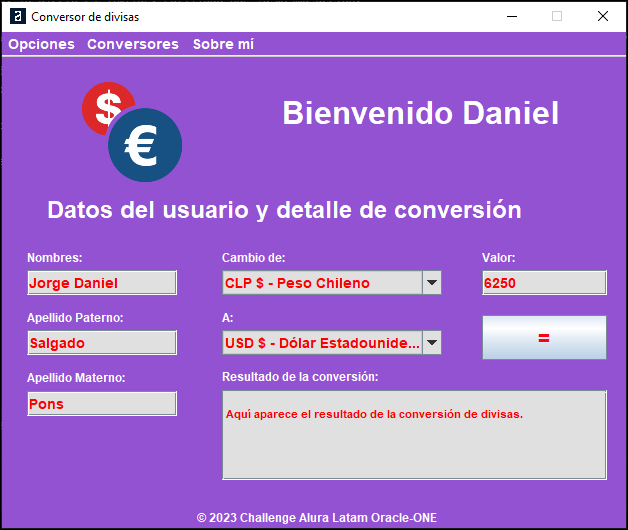 Conversor de divisas
Opciones Conversores Sobre mí
$
€
Bienvenido Daniel
Datos del usuario y detalle de conversión
Nombres: Cambio de: Valor:
Jorge Daniel CLP $ - Peso Chileno 6250
Apellido Paterno: A:
Salgado USD $ - Dólar Estadounide... =
Apellido Materno: Resultado de la conversión:
Pons
Aquí aparece el resultado de la conversión de divisas.
© 2023 Challenge Alura Latam Oracle-ONE